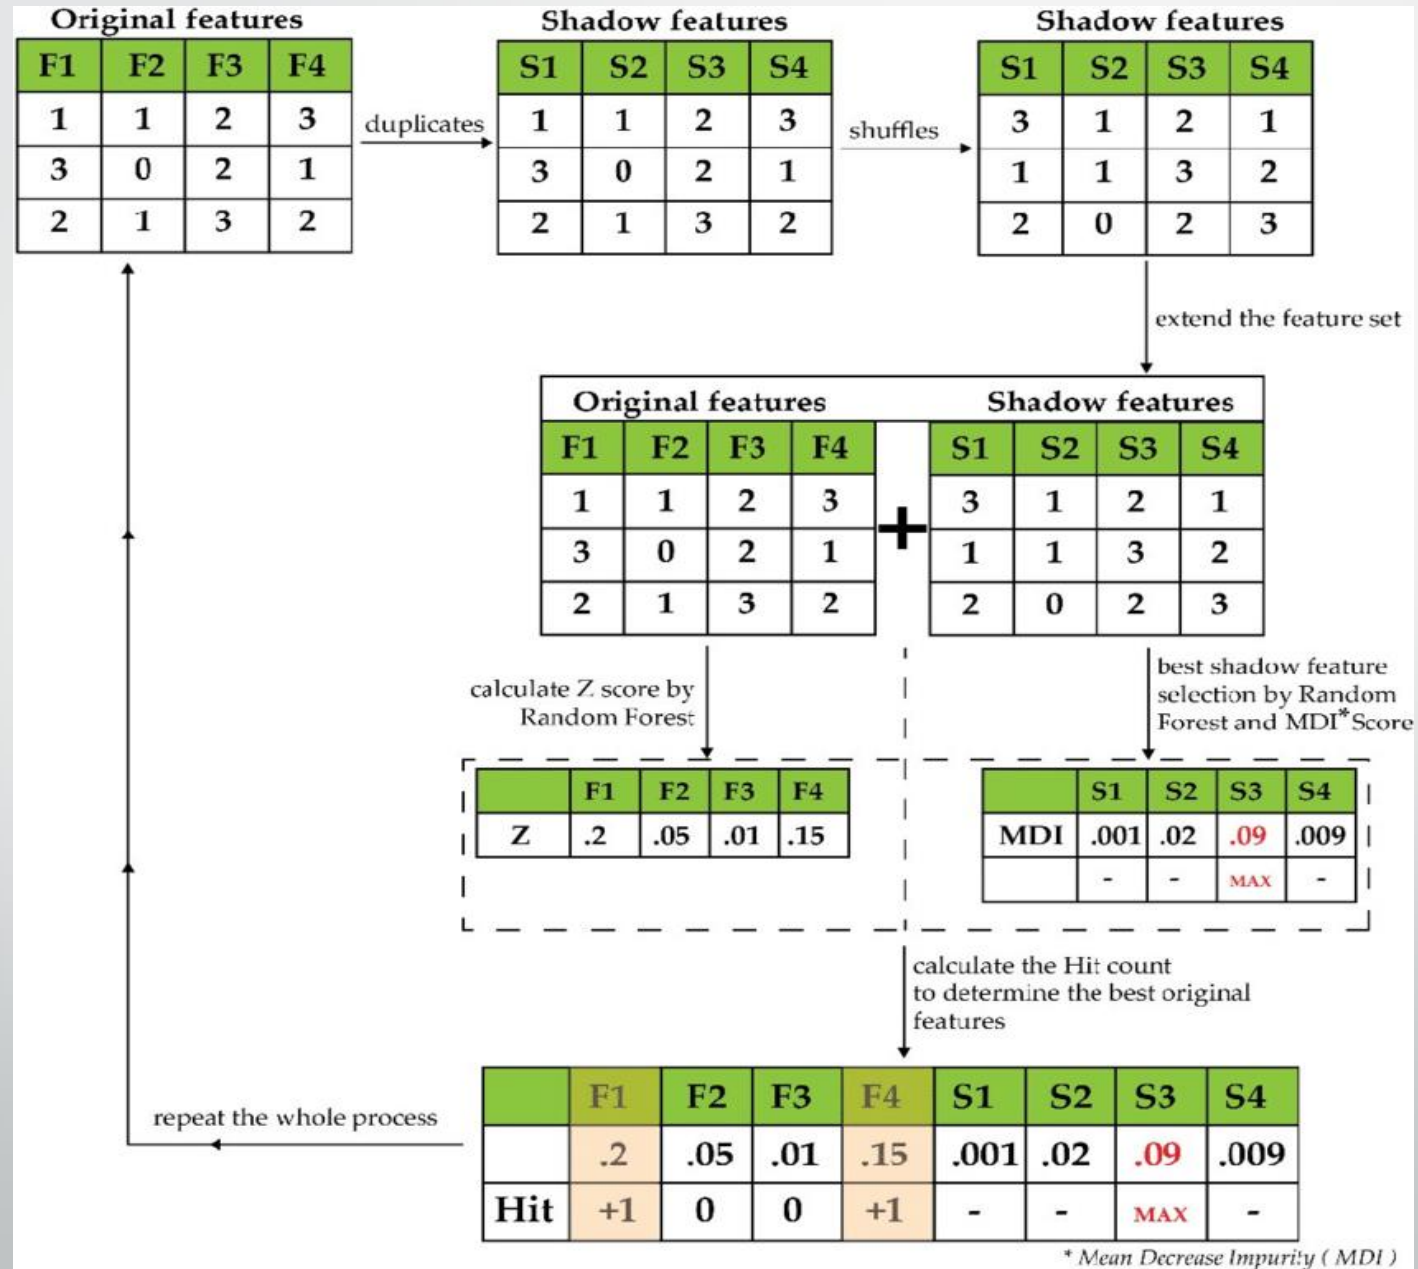 Original features
F1 F2 F3 F4
1 1 2 3
3 0 2 1
2 1 3 2
duplicates
Shadow features
S1 S2 S3 S4
1 1 2 3
3 0 2 1
2 1 3 2
shuffles
Shadow features
S1 S2 S3 S4
3 1 2 1
1 1 3 2
2 0 2 3
extend the feature set
Original features
F1 F2 F3 F4
1 1 2 3
3 0 2 1
2 1 3 2
+
Shadow features
S1 S2 S3 S4
3 1 2 1
1 1 3 2
2 0 2 3
calculate Z score by
Random Forest
best shadow feature
selection by Random
Forest and MDI* Score
F1 F2 F3 F4
Z .2 .05 .01 .15
S1 S2 S3 S4
MDI .001 .02 .09 .009
- - MAX -
calculate the Hit count
to determine the best original
features
F1 F2 F3 F4 S1 S2 S3 S4
.2 .05 .01 .15 .001 .02 .09 .009
Hit +1 0 0 +1 - - MAX -
repeat the whole process
* Mean Decrease Impurity ( MDI )